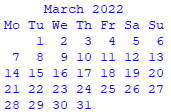 March 2022
Mo Tu We Th Fr Sa Su
1 2 3 4 5 6
7 8 9 10 11 12 13
14 15 16 17 18 19 20
21 22 23 24 25 26 27
28 29 30 31